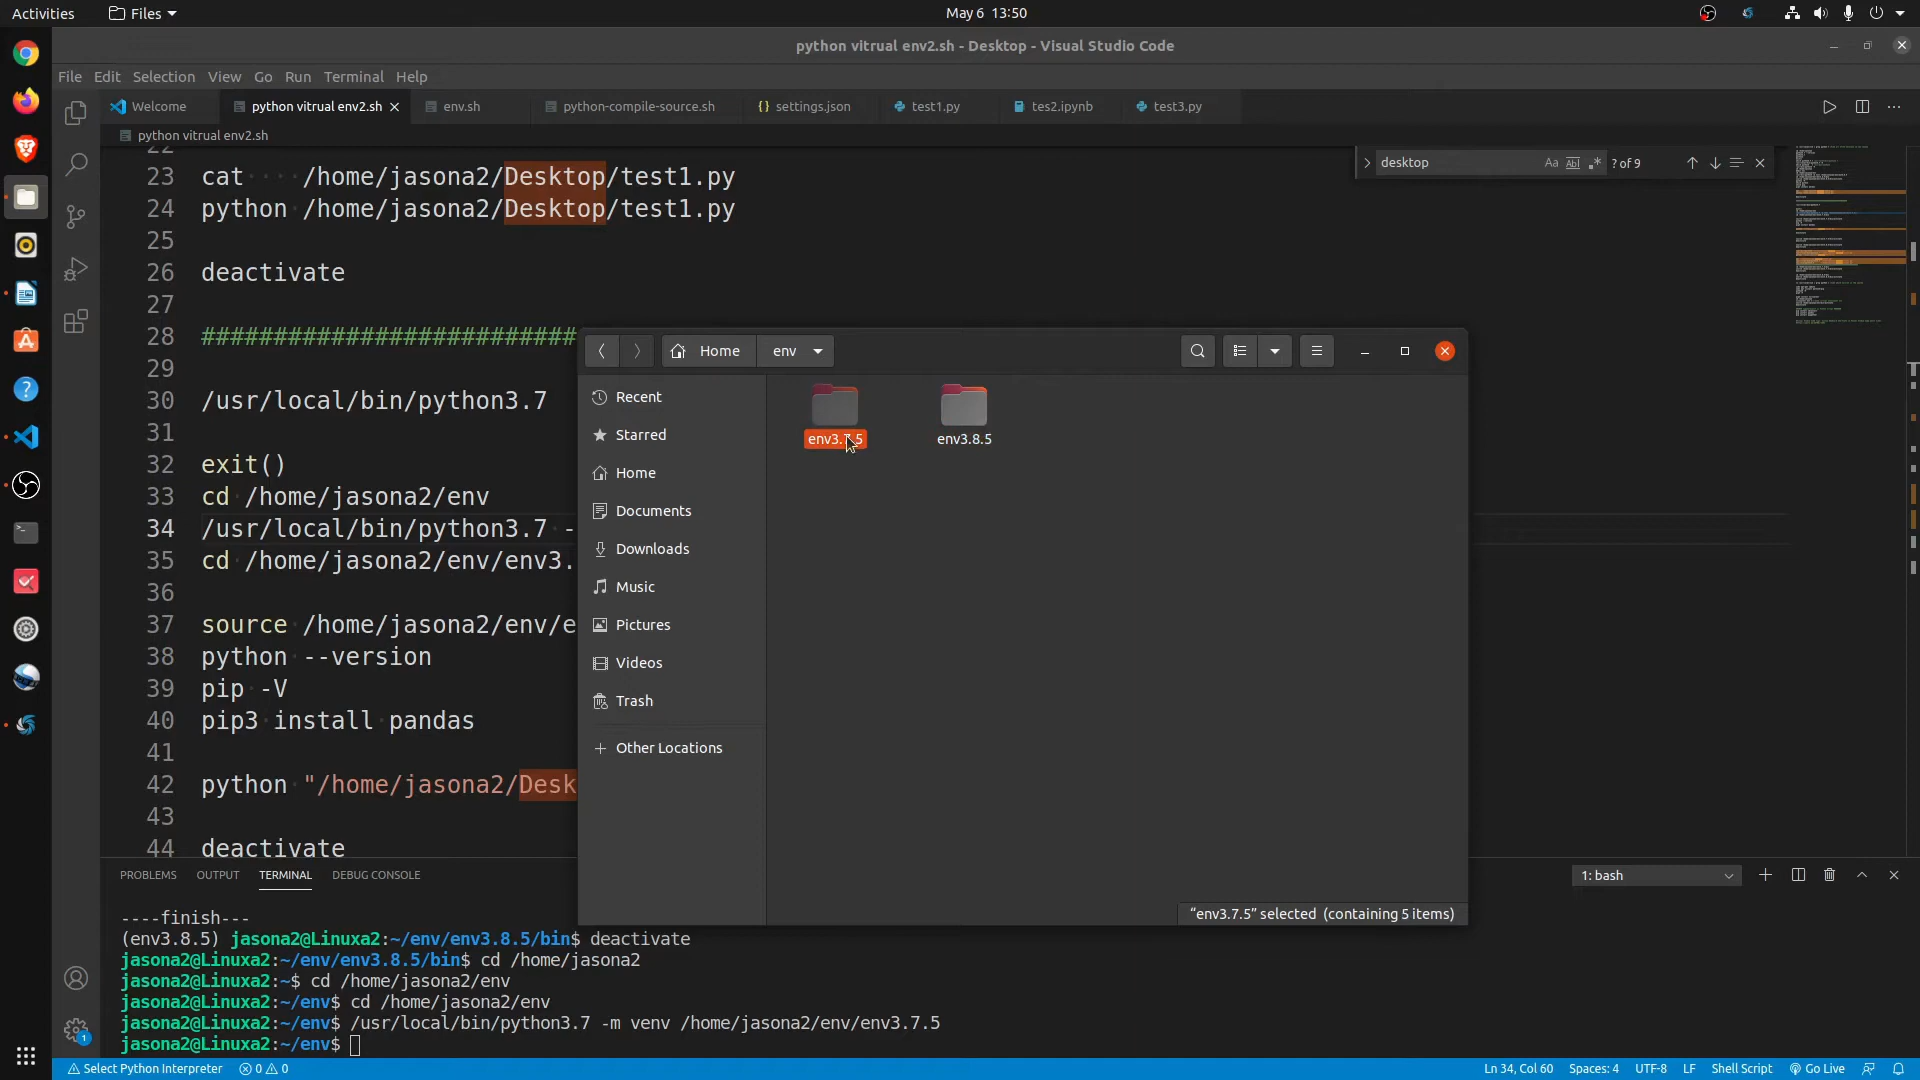 Activities Files May 6 13:50
python vitrual env2.sh - Desktop - Visual Studio Code
File Edit Selection View Go Run Terminal Help
Welcome python vitrual env2.sh env.sh python-compile-source.sh settings.json test1.py tes2.ipynb test3.py
python vitrual env2.sh
desktop Aa Abl ? of 9
23 cat /home/jasona2/Desktop/test1.py
24 python /home/jasona2/Desktop/test1.py
25
26 deactivate
27
28 ##########################
29
30 /usr/local/bin/python3.7
31
32 exit()
33 cd /home/jasona2/env
34 /usr/local/bin/python3.7 -
35 cd /home/jasona2/env/env3.
36
37 source /home/jasona2/env/e
38 python --version
39 pip -V
40 pip3 install pandas
41
42 python "/home/jasona2/Desk
43
44 deactivate
Home env
Recent
Starred
Home
Documents
Downloads
Music
Pictures
Videos
Trash
Other Locations
env3.7.5 env3.8.5
"env3.7.5" selected (containing 5 items)
PROBLEMS OUTPUT TERMINAL DEBUG CONSOLE 1: bash
----finish---
(env3.8.5) jasona2@Linuxa2:~/env/env3.8.5/bin$ deactivate
jasona2@Linuxa2:~/env/env3.8.5/bin$ cd /home/jasona2
jasona2@Linuxa2:~$ cd /home/jasona2/env
jasona2@Linuxa2:~/env$ cd /home/jasona2/env
jasona2@Linuxa2:~/env$ /usr/local/bin/python3.7 -m venv /home/jasona2/env/env3.7.5
jasona2@Linuxa2:~/env$
Select Python Interpreter 0 0 Ln 34, Col 60 Spaces: 4 UTF-8 LF Shell Script Go Live